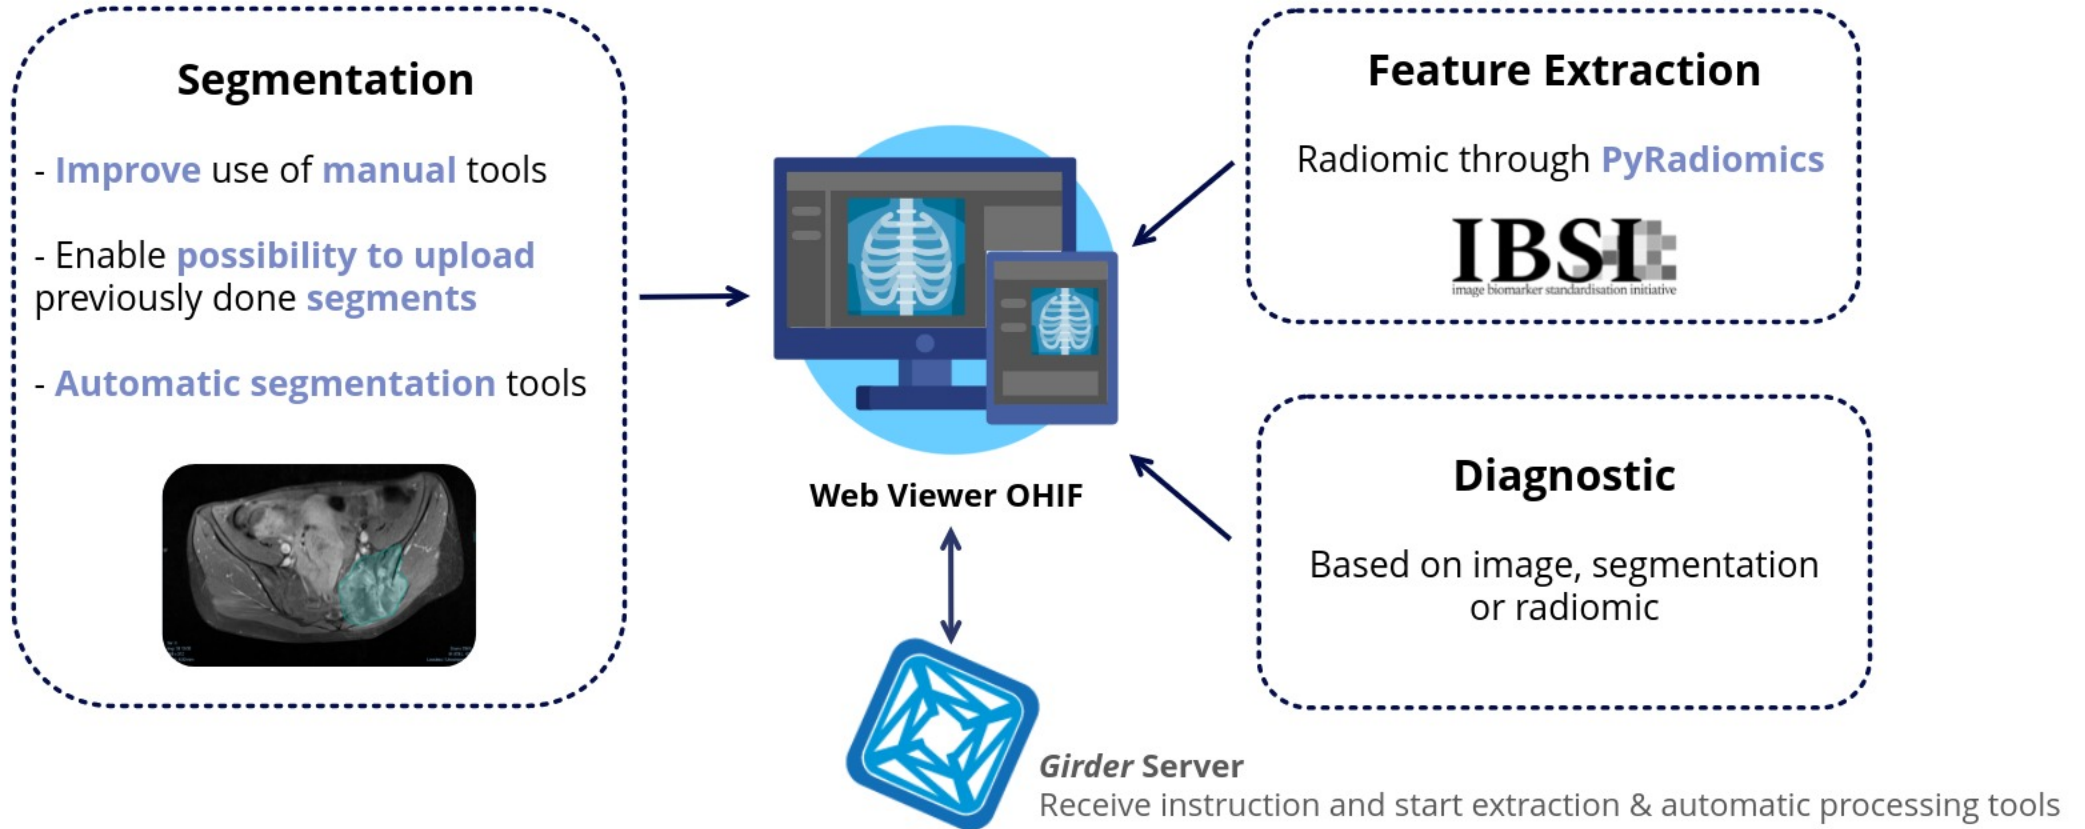 Segmentation
- Improve use of manual tools
- Enable possibility to upload
previously done segments
- Automatic segmentation tools
Web Viewer OHIF
Girder Server
Receive instruction and start extraction & automatic processing tools
Feature Extraction
Radiomic through PyRadiomics
IBSI
image biomarker standardisation initiative
Diagnostic
Based on image, segmentation
or radiomic